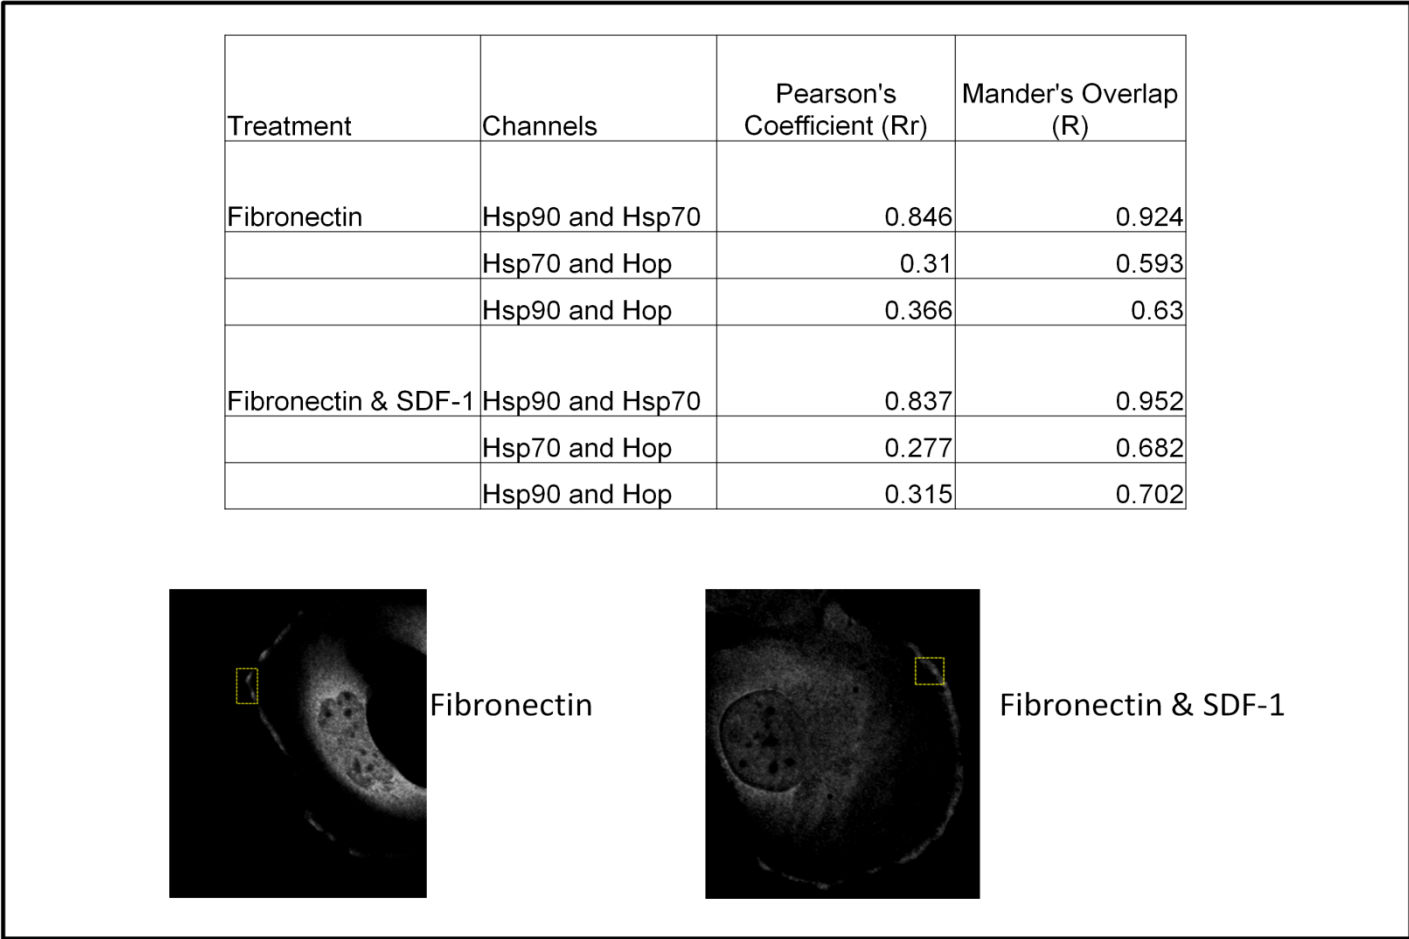 Treatment Channels Pearson's Coefficient (Rr) Mander's Overlap (R)
Fibronectin Hsp90 and Hsp70 0.846 0.924
Hsp70 and Hop 0.31 0.593
Hsp90 and Hop 0.366 0.63
Fibronectin & SDF-1 Hsp90 and Hsp70 0.837 0.952
Hsp70 and Hop 0.277 0.682
Hsp90 and Hop 0.315 0.702
Fibronectin
Fibronectin & SDF-1